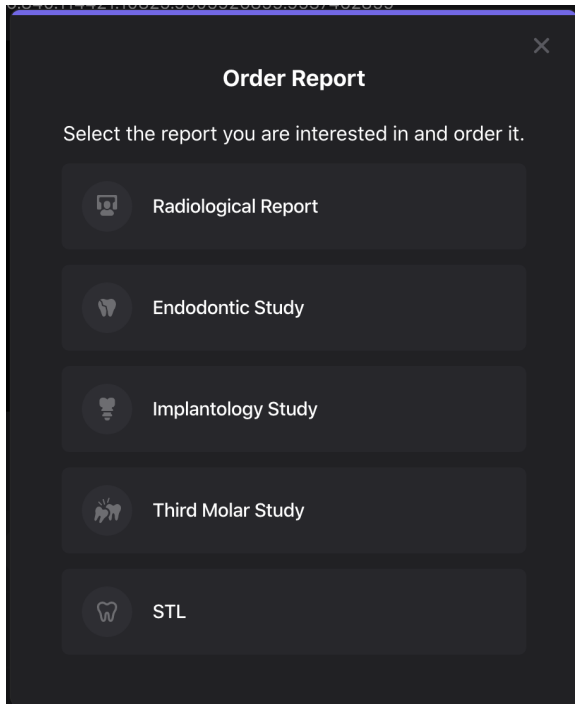 Order Report
Select the report you are interested in and order it.
Radiological Report
Endodontic Study
Implantology Study
Third Molar Study
STL